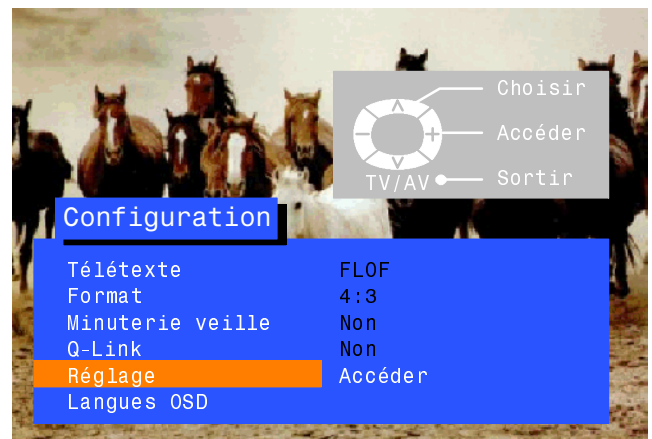 Choisir
Accéder
TV/AV
Sortir
Configuration
Télétexte FLOF
Format 4:3
Minuterie veille Non
Q-Link Non
Réglage Accéder
Langues OSD